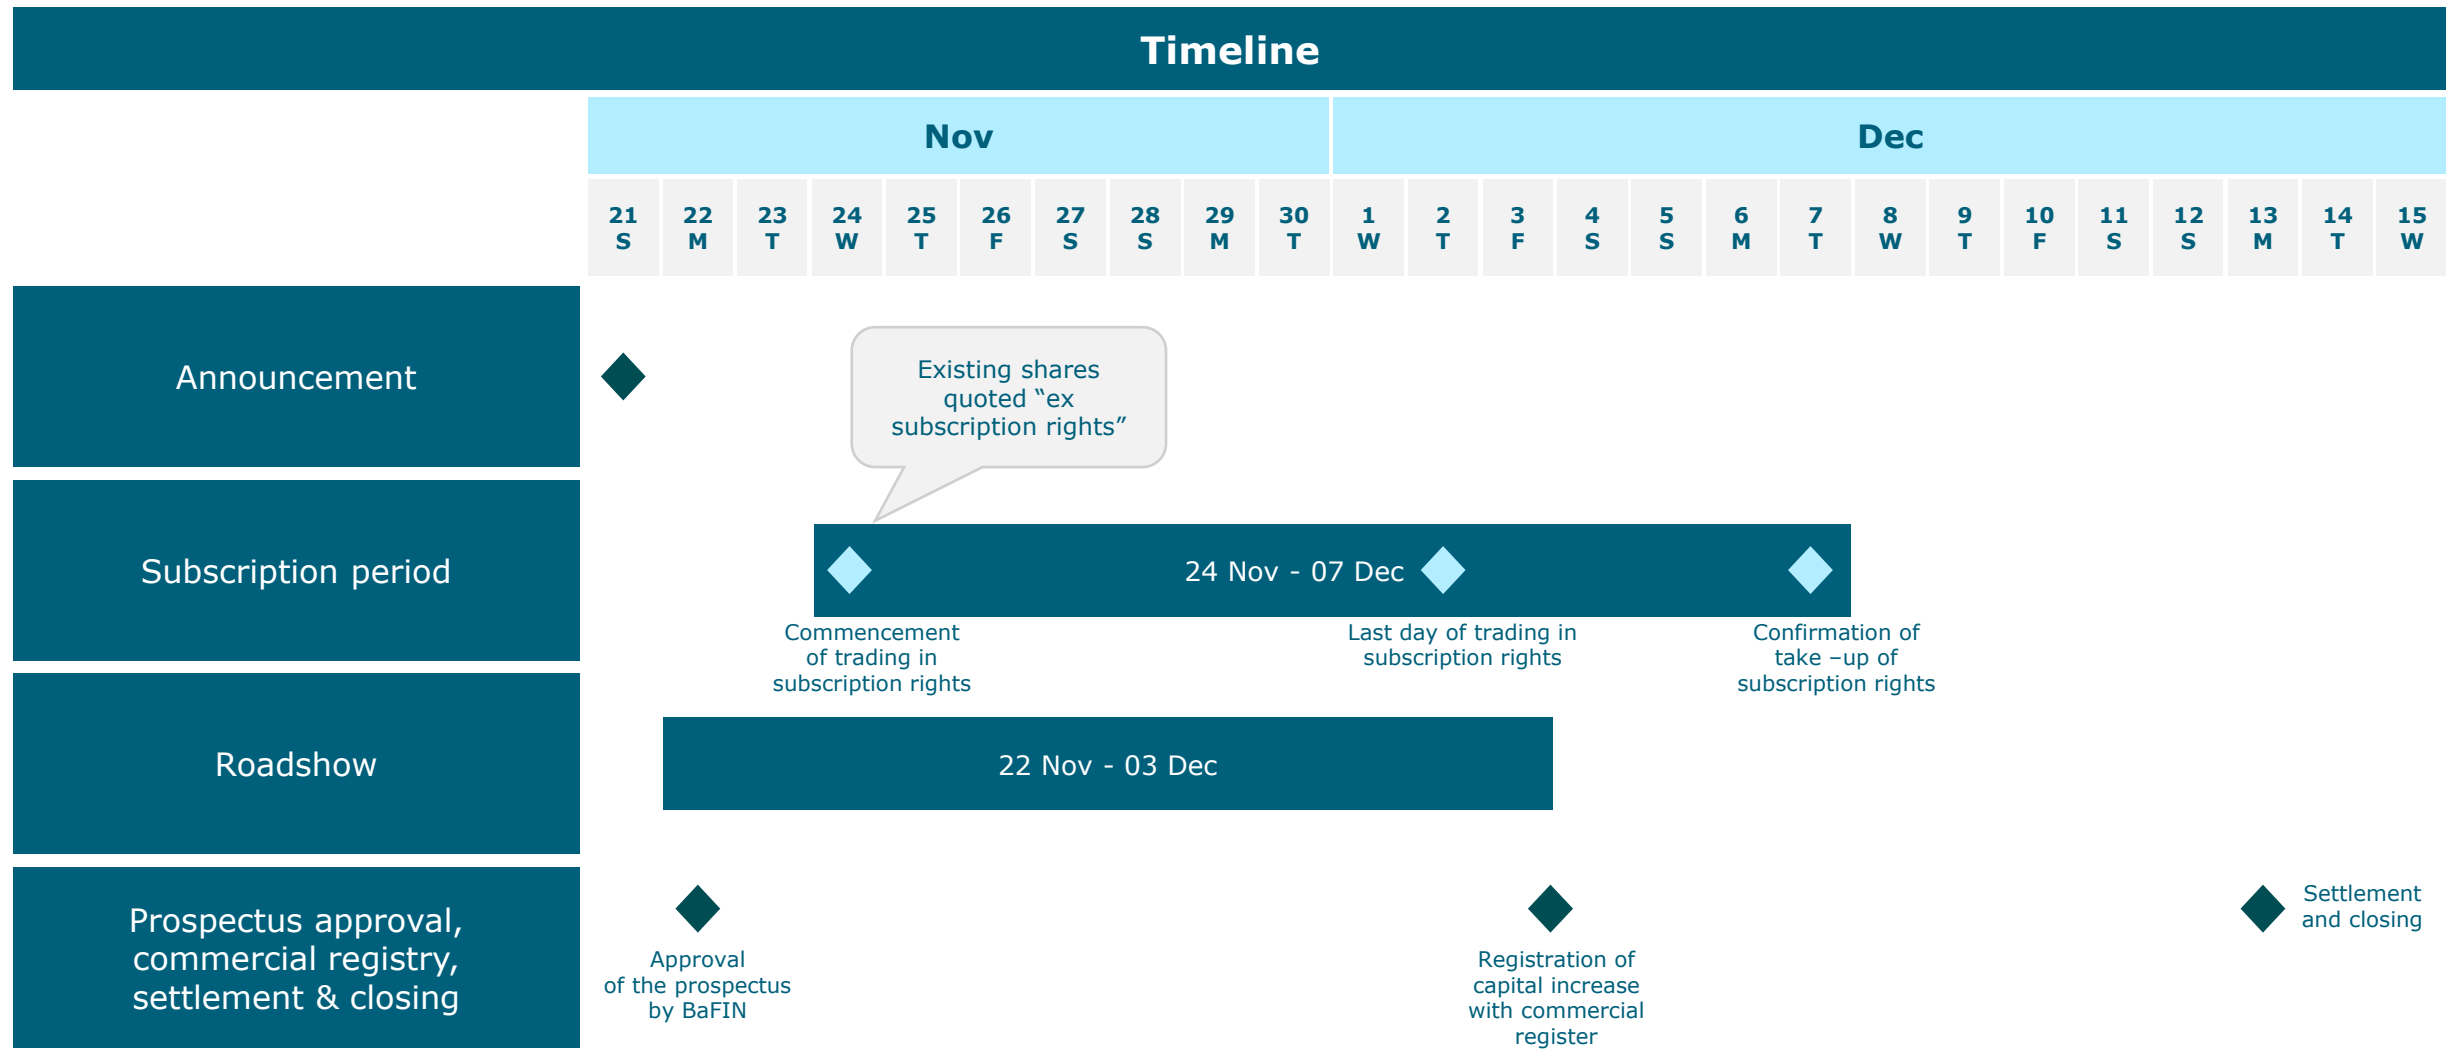 Timeline
Nov
Dec
21 22 23 24 25 26 27 28 29 30 1 2 3 4 5 6 7 8 9 10 11 12 13 14 15
S M T W T F S S M T W T F S S M T W T F S S M T W
Announcement
Existing shares
quoted “ex
subscription rights”
Subscription period
24 Nov - 07 Dec
Commencement
of trading in
subscription rights
Last day of trading in
subscription rights
Confirmation of
take –up of
subscription rights
Roadshow
22 Nov - 03 Dec
Prospectus approval,
commercial registry,
settlement & closing
Approval
of the prospectus
by BaFIN
Registration of
capital increase
with commercial
register
Settlement
and closing